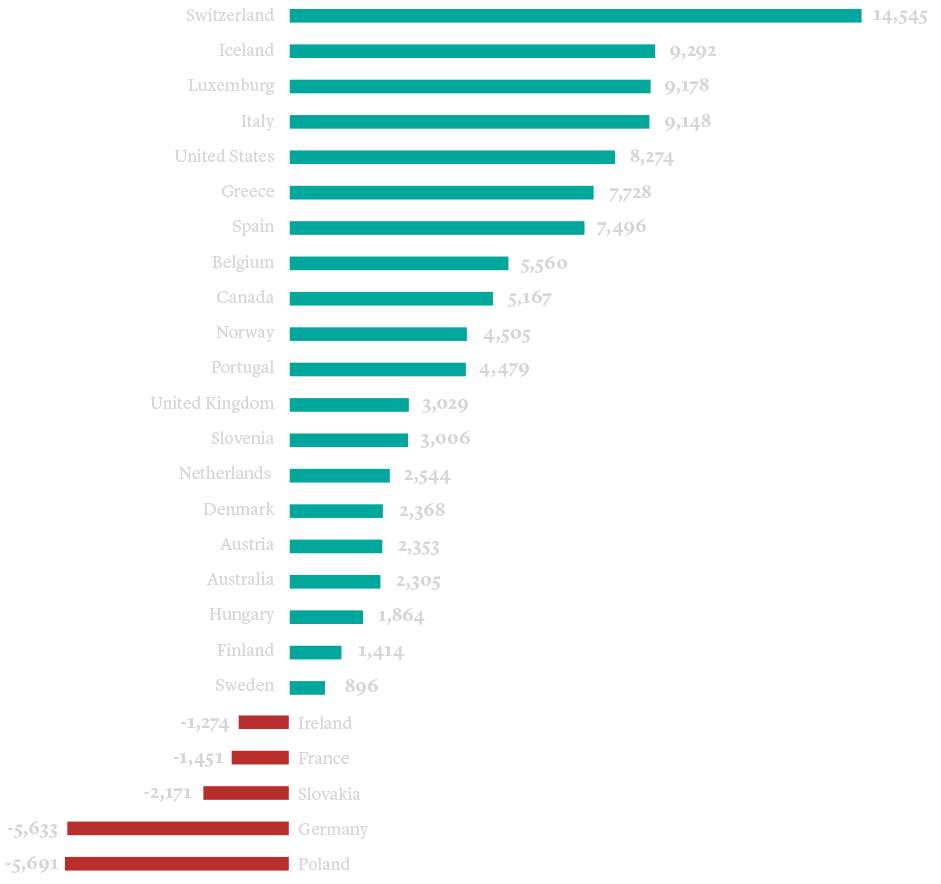 Switzerland 14,545
Iceland 9,292
Luxemburg 9,178
Italy 9,148
United States 8,274
Greece 7,728
Spain 7,496
Belgium 5,560
Canada 5,167
Norway 4,505
Portugal 4,479
United Kingdom 3,029
Slovenia 3,006
Netherlands 2,544
Denmark 2,368
Austria 2,353
Australia 2,305
Hungary 1,864
Finland 1,414
Sweden 896
-1,274 Ireland
-1,451 France
-2,171 Slovakia
-5,633 Germany
-5,691 Poland